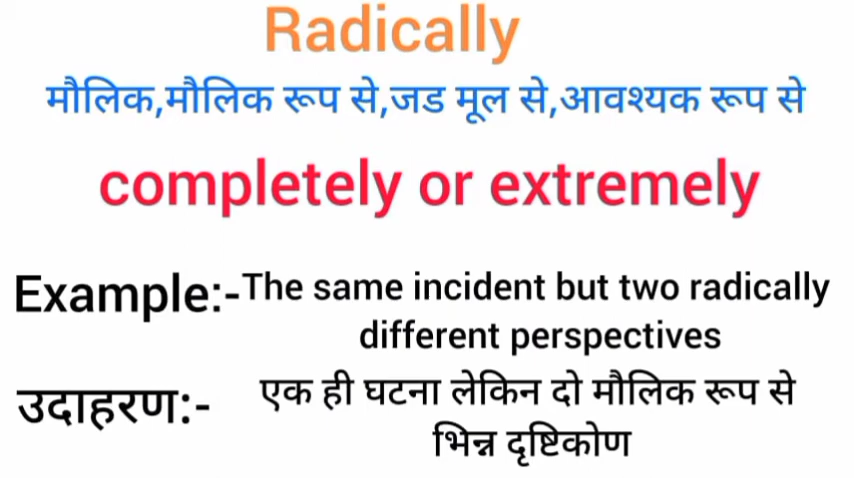 Radically
मौलिक,मौलिक रूप से,जड मूल से,आवश्यक रूप से
completely or extremely
Example:-The same incident but two radically
different perspectives
उदाहरण:- एक ही घटना लेकिन दो मौलिक रूप से
भिन्न दृष्टिकोण